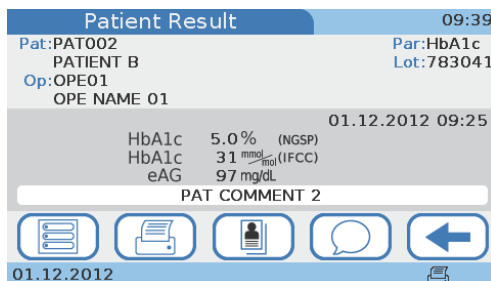 Patient Result 09:39
Pat:PAT002 Par:HbA1c
PATIENT B Lot:783041
Op:OPE01
OPE NAME 01
01.12.2012 09:25
HbA1c 5.0% (NGSP)
HbA1c 31 mmol/mol (IFCC)
eAG 97 mg/dL
PAT COMMENT 2
01.12.2012